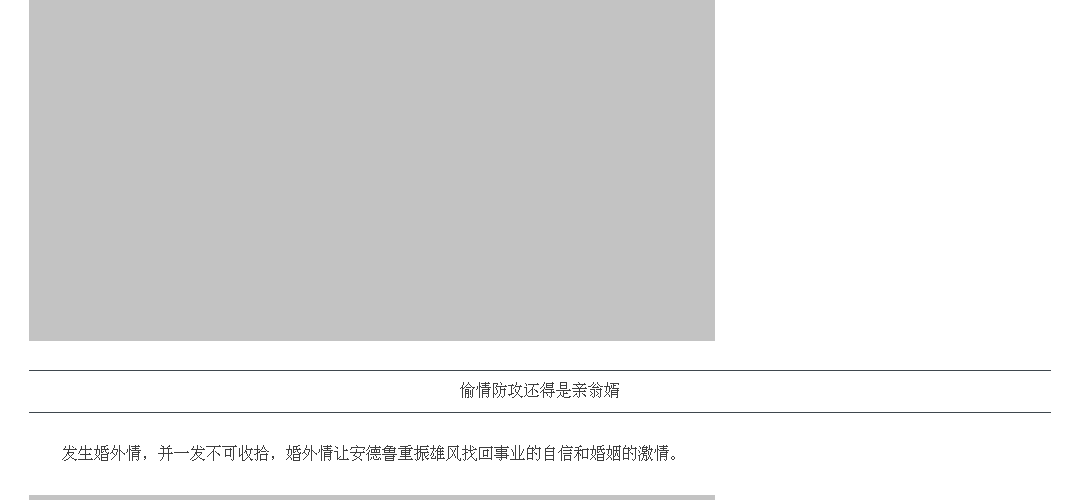 偷情防攻还得是亲翁婿
发生婚外情，并一发不可收拾，婚外情让安德鲁重振雄风找回事业的自信和婚姻的激情。